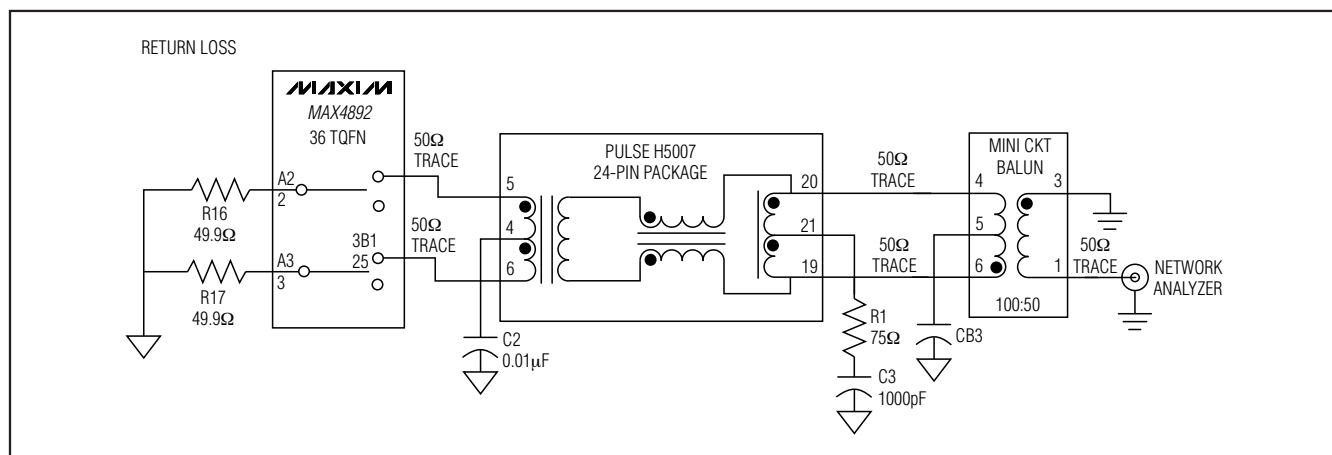 RETURN LOSS
MAXIM
MAX4892
36 TQFN
A2
2
R16
49.9Ω
A3
3
R17
49.9Ω
3B1
25
50Ω
TRACE
50Ω
TRACE
C2
0.01µF
PULSE H5007
24-PIN PACKAGE
5
4
6
20
21
19
R1
75Ω
C3
1000pF
50Ω
TRACE
50Ω
TRACE
CB3
MINI CKT
BALUN
4
5
6
3
1
100:50
50Ω
TRACE
NETWORK
ANALYZER